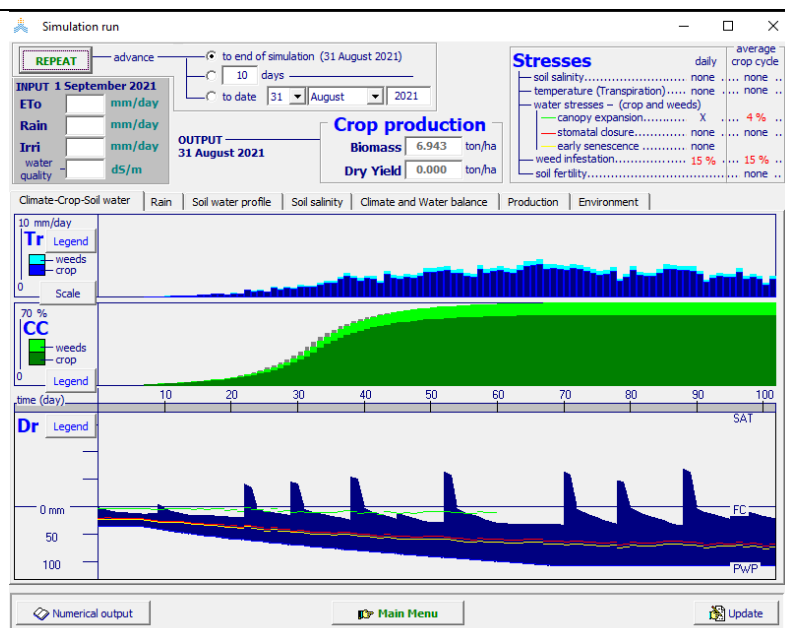 Simulation run
REPEAT
advance
to end of simulation (31 August 2021)
10 days
to date 31 August 2021
INPUT 1 September 2021
ETo mm/day
Rain mm/day
Irri mm/day
water quality dS/m
OUTPUT
31 August 2021
Crop production
Biomass 6.943 ton/ha
Dry Yield 0.000 ton/ha
Stresses daily average crop cycle
soil salinity............. none .... none ..
temperature (Transpiration)..... none .... none ..
water stresses - (crop and weeds)
canopy expansion........... X .... 4 % ..
stomatal closure........... none .... none ..
early senescence ........... none
weed infestation........... 15 % .... 15 % ..
soil fertility........................ none ..
Climate-Crop-Soil water Rain Soil water profile Soil salinity Climate and Water balance Production Environment
10 mm/day
Tr Legend
weeds
crop
0
Scale
70 %
CC
weeds
crop
0 Legend
time (day) 10 20 30 40 50 60 70 80 90 100
Dr Legend
SAT
0 mm FC
50
100 PWP
Numerical output Main Menu Update